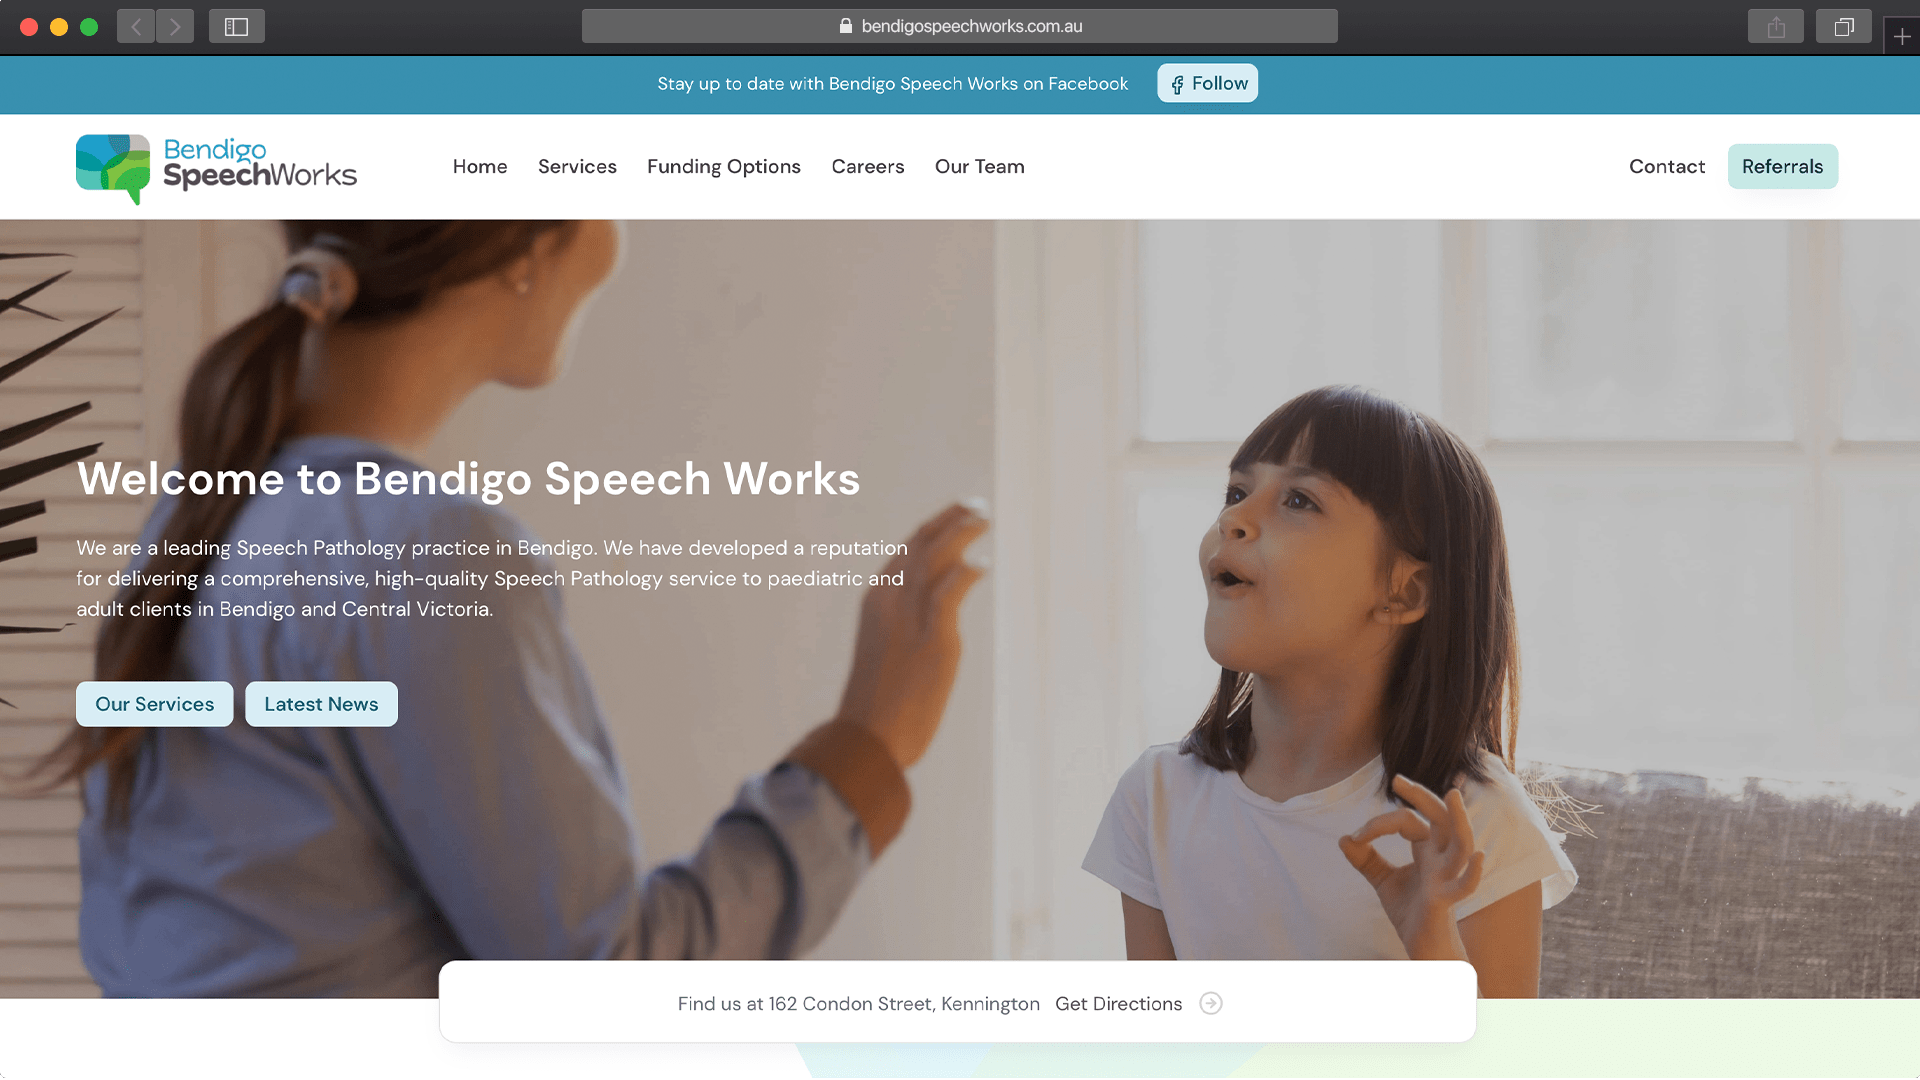 bendigospeechworks.com.au
Stay up to date with Bendigo Speech Works on Facebook
Follow
Bendigo
SpeechWorks
Home
Services
Funding Options
Careers
Our Team
Contact
Referrals
Welcome to Bendigo Speech Works
We are a leading Speech Pathology practice in Bendigo. We have developed a reputation
for delivering a comprehensive, high-quality Speech Pathology service to paediatric and
adult clients in Bendigo and Central Victoria.
Our Services
Latest News
Find us at 162 Condon Street, Kennington
Get Directions